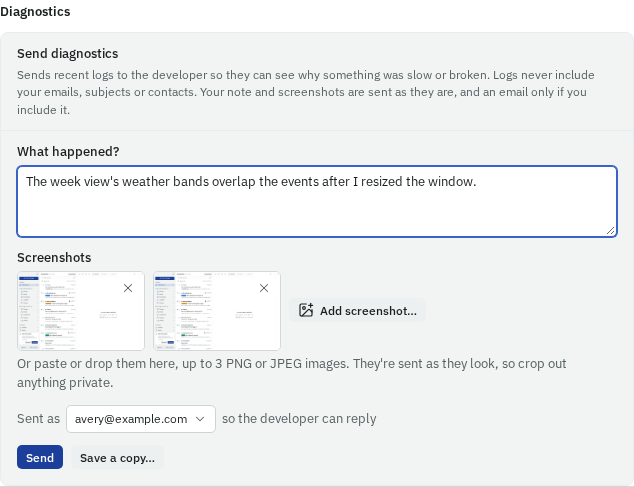 Diagnostics
Send diagnostics
Sends recent logs to the developer so they can see why something was slow or broken. Logs never include
your emails, subjects or contacts. Your note and screenshots are sent as they are, and an email only if you
include it.
What happened?
The week view's weather bands overlap the events after I resized the window.
Screenshots
Add screenshot...
Or paste or drop them here, up to 3 PNG or JPEG images. They're sent as they look, so crop out
anything private.
Sent as avery@example.com so the developer can reply
Send Save a copy...